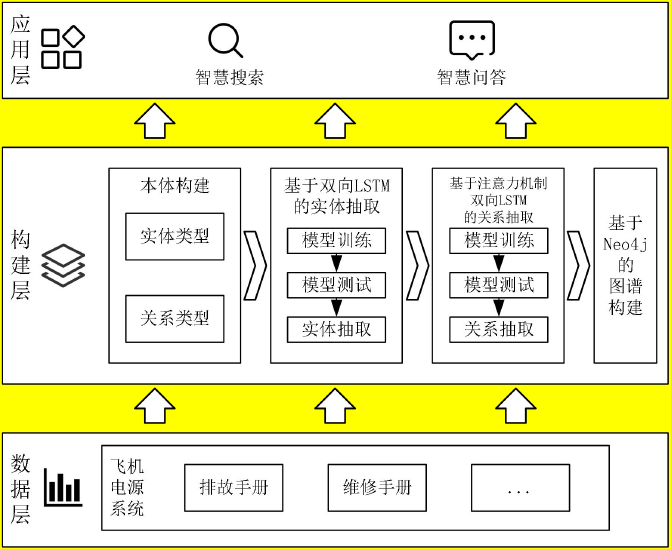 应用层
智慧搜索
智慧问答
构建层
本体构建
实体类型
关系类型
基于双向LSTM
的实体抽取
模型训练
模型测试
实体抽取
基于注意力机制
双向LSTM
的关系抽取
模型训练
模型测试
关系抽取
基于
Neo4j
的
图谱
构建
数据层
飞机
电源
系统
排故手册
维修手册
...